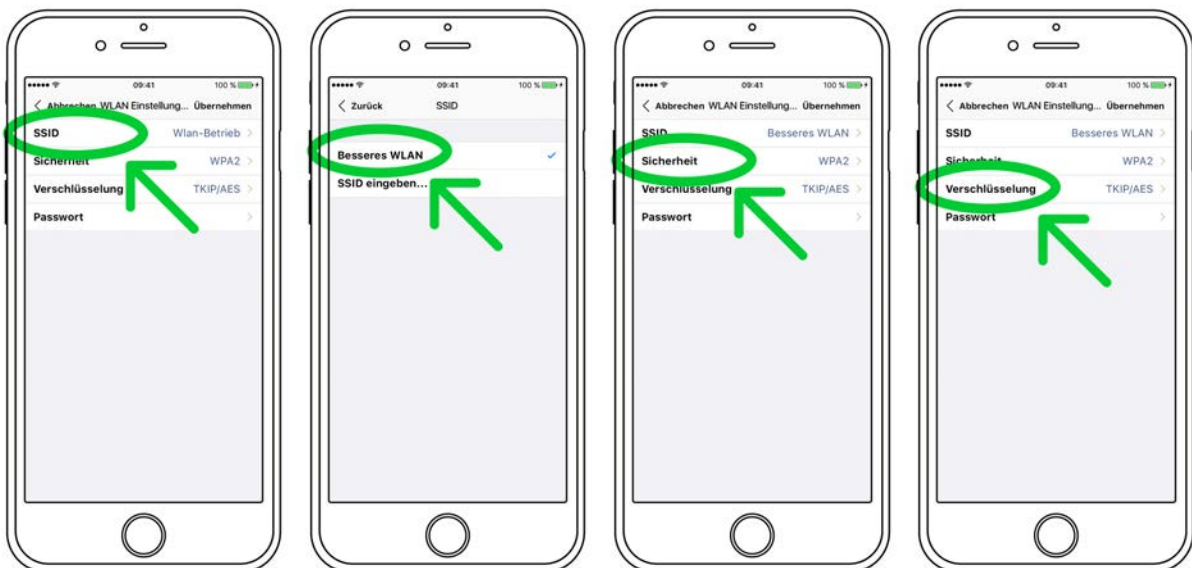 09:41 100 %
Abbrechen WLAN Einstellung... Übernehmen
SSID Wlan-Betrieb
Sicherheit WPA2
Verschlüsselung TKIP/AES
Passwort
09:41 100 %
Zurück SSID
Besseres WLAN
SSID eingeben...
09:41 100 %
Abbrechen WLAN Einstellung... Übernehmen
SSID Besseres WLAN
Sicherheit WPA2
Verschlüsselung TKIP/AES
Passwort
09:41 100 %
Abbrechen WLAN Einstellung... Übernehmen
SSID Besseres WLAN
Sicherheit WPA2
Verschlüsselung TKIP/AES
Passwort